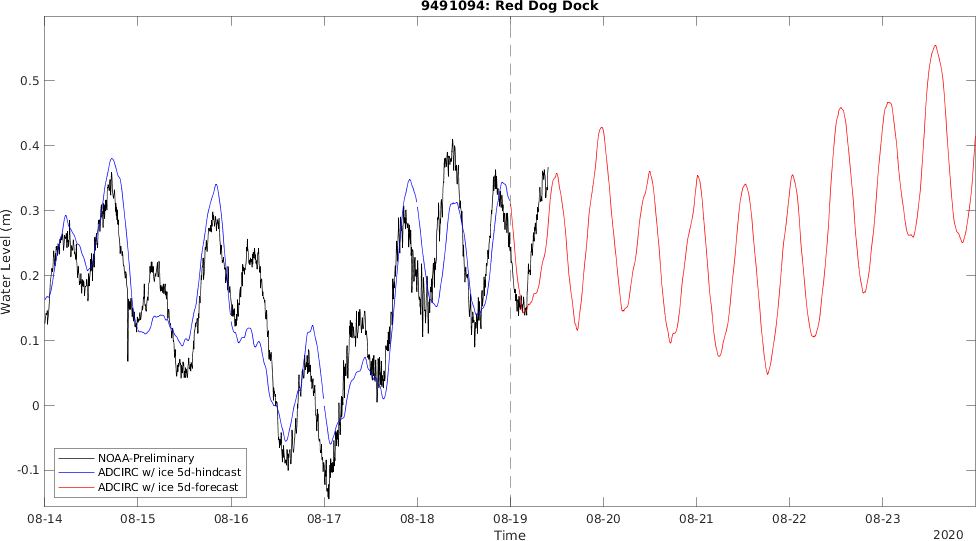 9491094: Red Dog Dock
Water Level (m)
0.5
0.4
0.3
0.2
0.1
0
-0.1
NOAA-Preliminary
ADCIRC w/ ice 5d-hindcast
ADCIRC w/ ice 5d-forecast
08-14 08-15 08-16 08-17 08-18 08-19 08-20 08-21 08-22 08-23
Time
2020